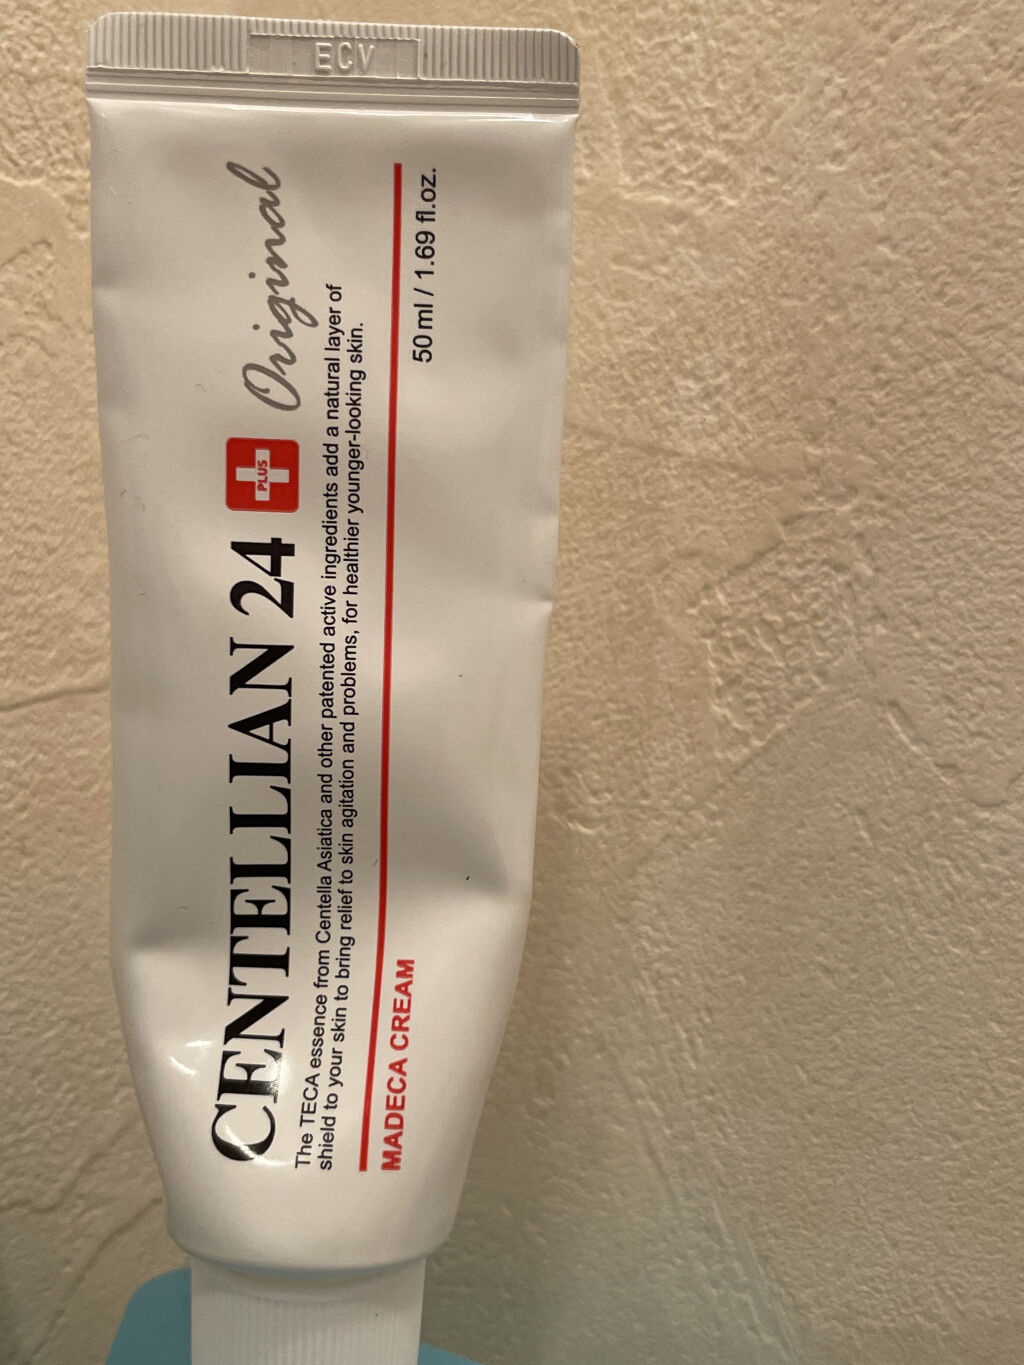 ECV
CENTELLIAN 24 PLUS Original
The TECA essence from Centella Asiatica and other patented active ingredients add a natural layer of
shield to your skin to bring relief to skin agitation and problems, for healthier younger-looking skin.
MADECA CREAM
50 ml / 1.69 fl.oz.